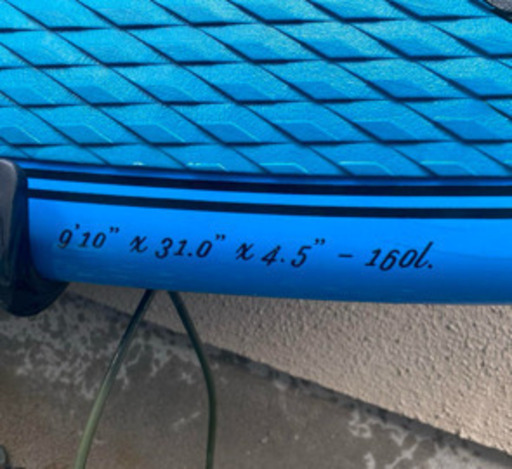 9'10" x 31.0" x 4.5" - 160l.